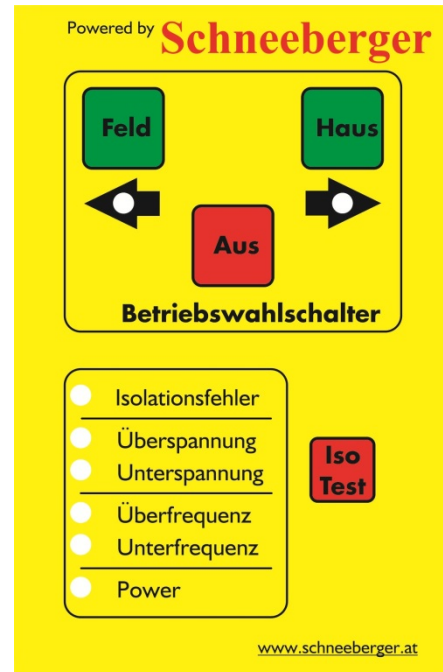 Powered by Schneeberger
Feld
Haus
Aus
Betriebswahlschalter
Isolationsfehler
Überspannung
Unterspannung
Iso
Test
Überfrequenz
Unterfrequenz
Power
www.schneeberger.at